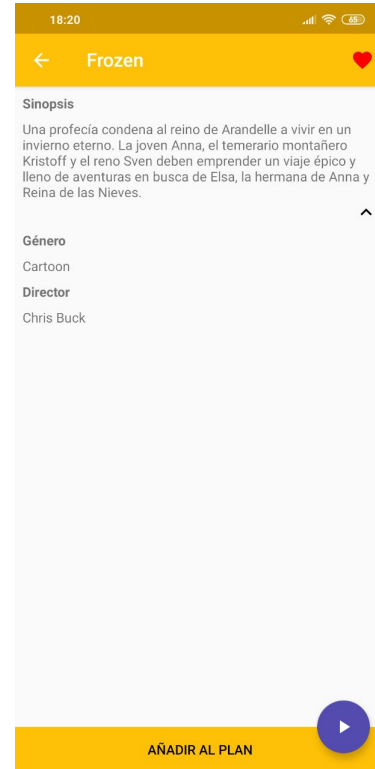 18:20
65
Frozen
Sinopsis
Una profecía condena al reino de Arandelle a vivir en un
invierno eterno. La joven Anna, el temerario montañero
Kristoff y el reno Sven deben emprender un viaje épico y
lleno de aventuras en busca de Elsa, la hermana de Anna y
Reina de las Nieves.
Género
Cartoon
Director
Chris Buck
AÑADIR AL PLAN